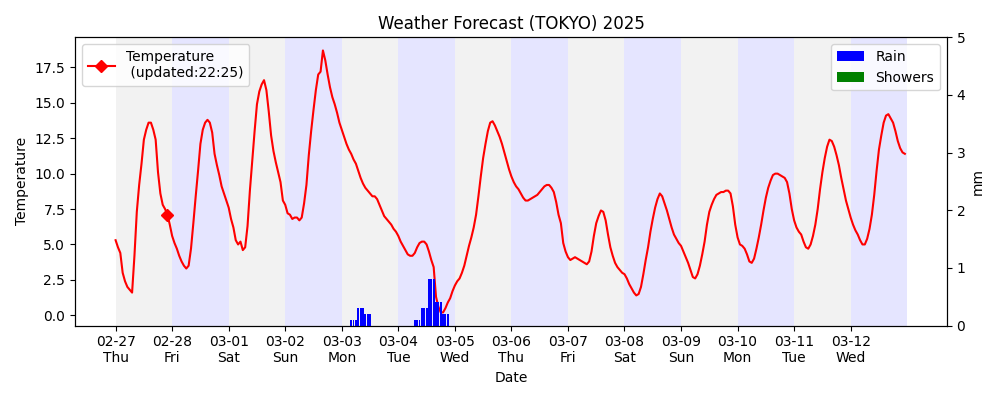 Weather Forecast (TOKYO) 2025
Temperature
(updated:22:25)
Rain
Showers
Temperature
17.5
15.0
12.5
10.0
7.5
5.0
2.5
0.0
5
4
3
2
1
0
mm
02-27 02-28 03-01 03-02 03-03 03-04 03-05 03-06 03-07 03-08 03-09 03-10 03-11 03-12
Thu Fri Sat Sun Mon Tue Wed Thu Fri Sat Sun Mon Tue Wed
Date